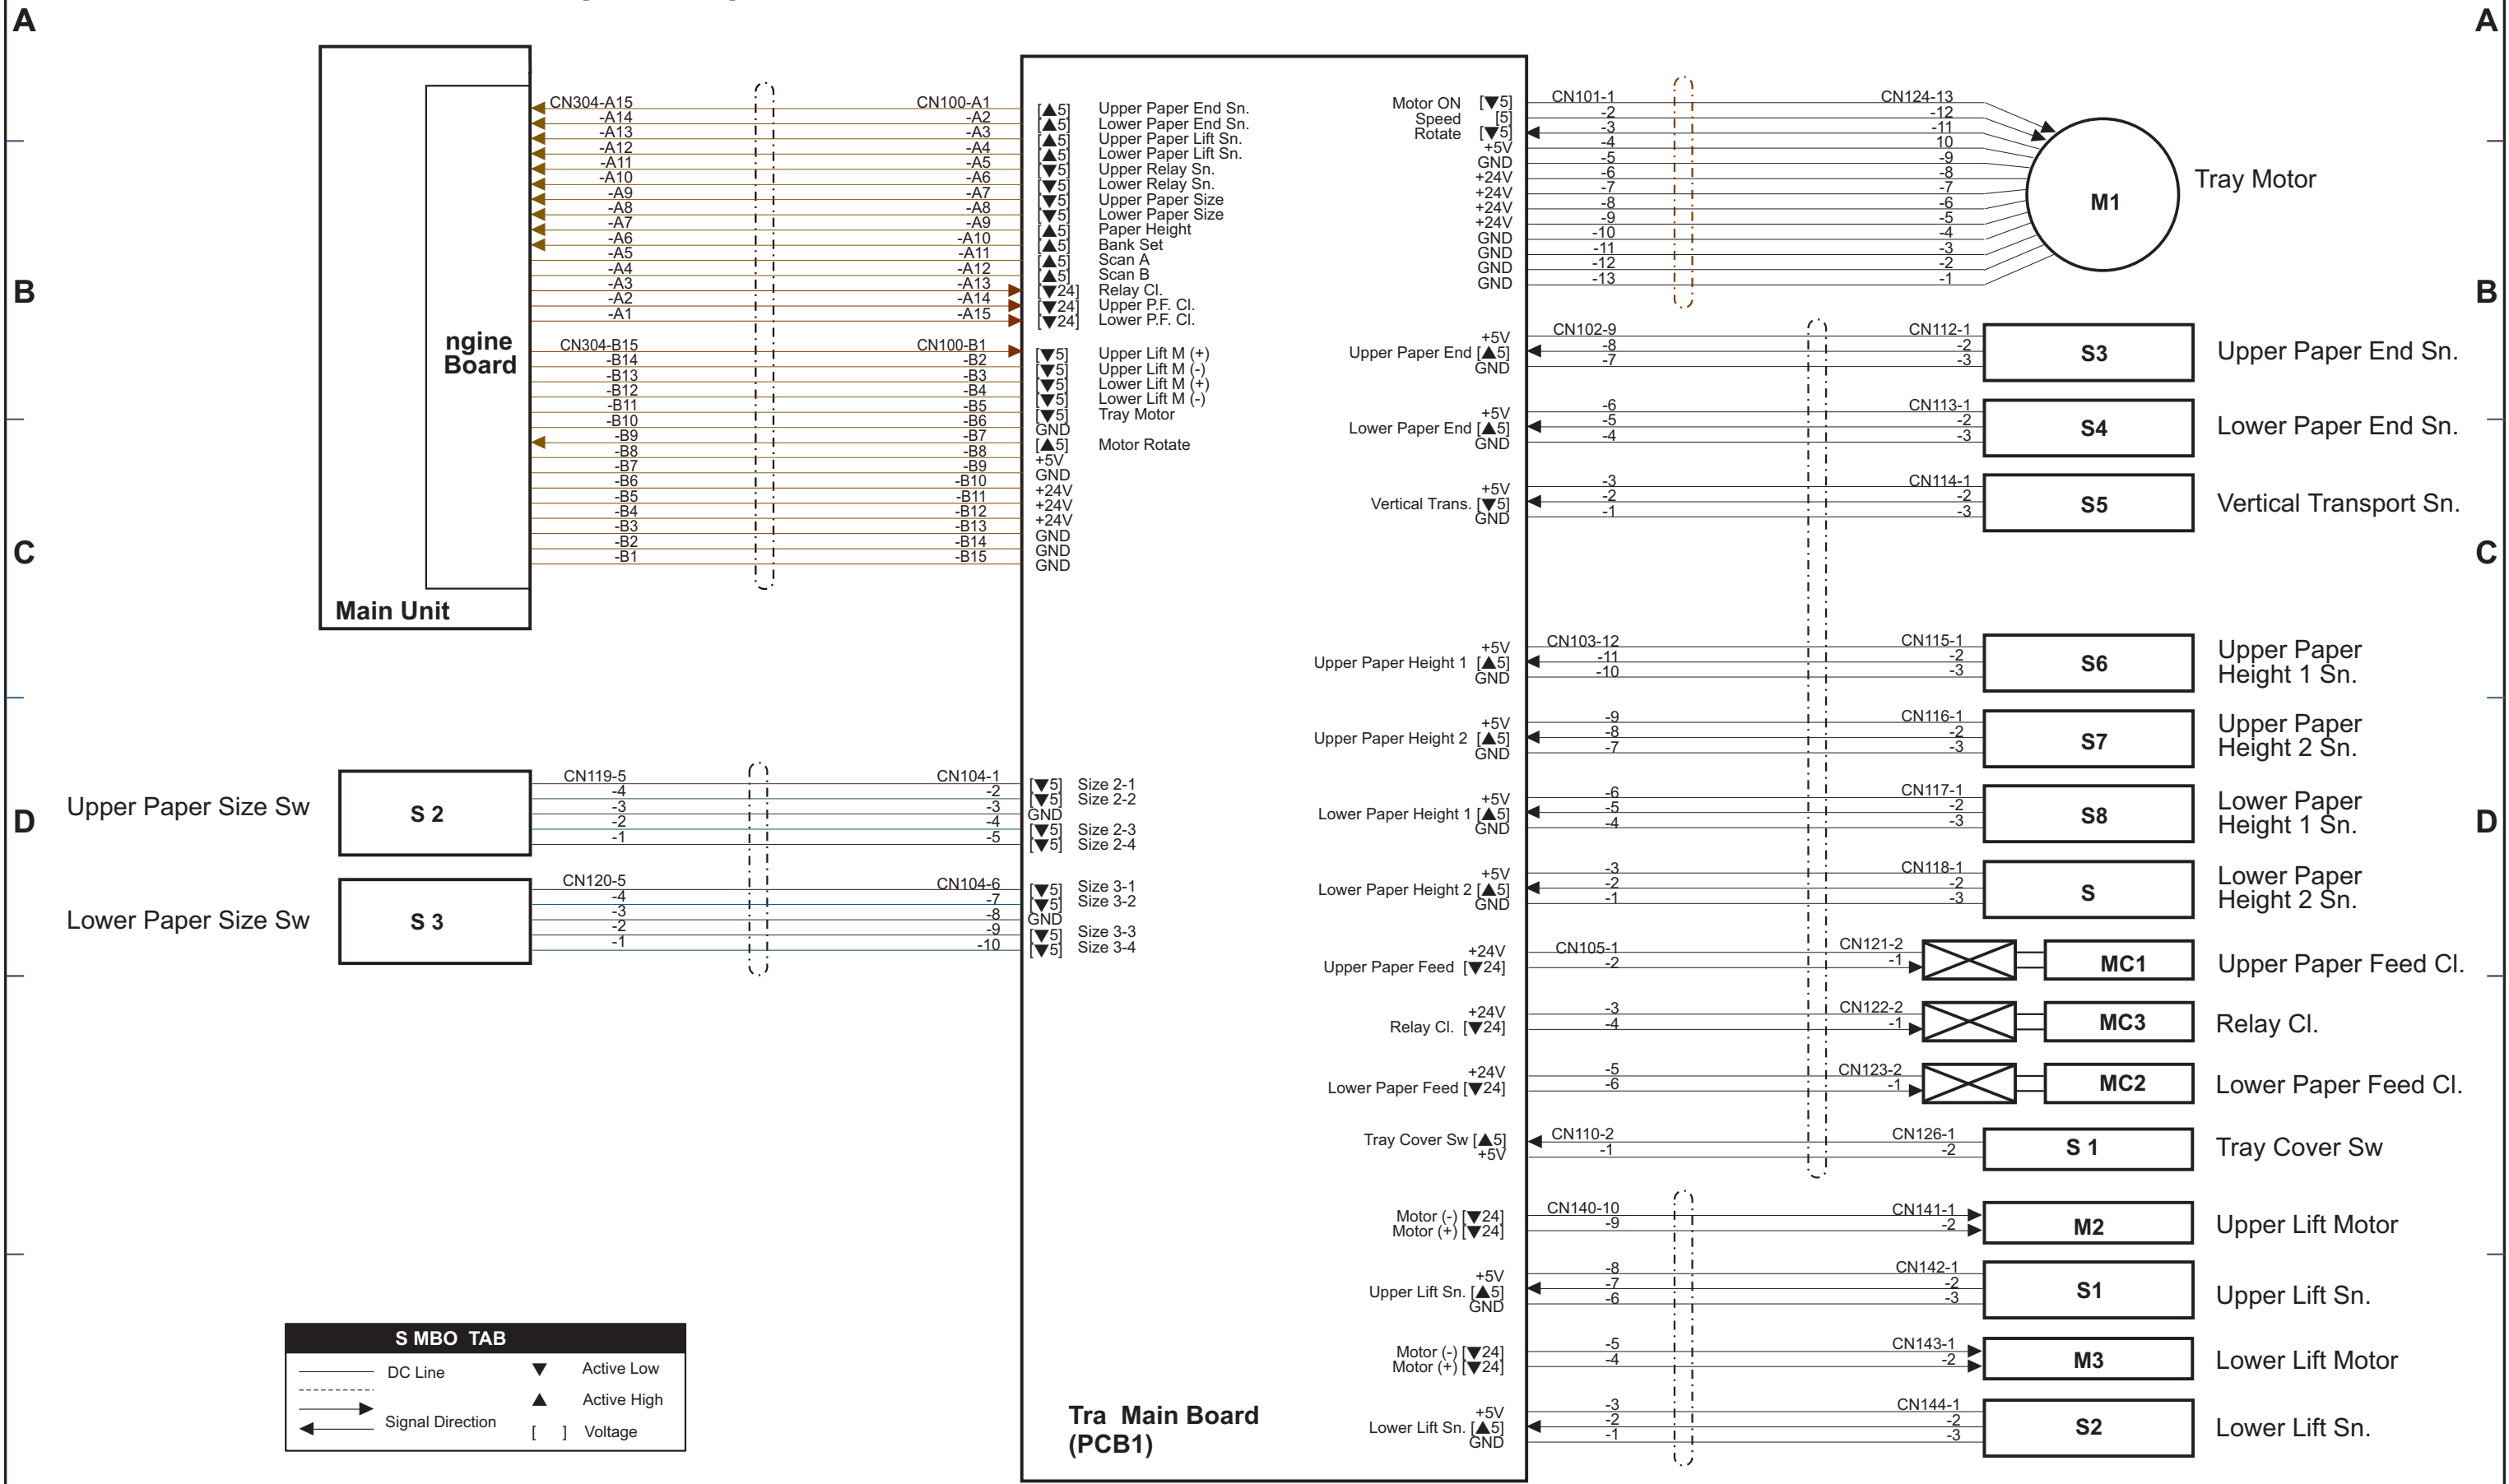 A
A
B
B
C
C
D
D
ngine
Board
Main Unit
CN304-A15 CN100-A1 [▲5] Upper Paper End Sn.
-A14 -A2 [▲5] Lower Paper End Sn.
-A13 -A3 [▲5] Upper Paper Lift Sn.
-A12 -A4 [▲5] Lower Paper Lift Sn.
-A11 -A5 [▼5] Upper Relay Sn.
-A10 -A6 [▼5] Lower Relay Sn.
-A9 -A7 [▼5] Upper Paper Size
-A8 -A8 [▼5] Lower Paper Size
-A7 -A9 [▲5] Paper Height
-A6 -A10 [▲5] Bank Set
-A5 -A11 [▲5] Scan A
-A4 -A12 [▲5] Scan B
-A3 -A13 [▼24] Relay Cl.
-A2 -A14 [▼24] Upper P.F. Cl.
-A1 -A15 [▼24] Lower P.F. Cl.
CN304-B15 CN100-B1 [▼5] Upper Lift M (+)
-B14 -B2 [▼5] Upper Lift M (-)
-B13 -B3 [▼5] Lower Lift M (+)
-B12 -B4 [▼5] Lower Lift M (-)
-B11 -B5 [▼5] Tray Motor
-B10 -B6 GND
-B9 -B7 [▲5] Motor Rotate
-B8 -B8 +5V
-B7 -B9 GND
-B6 -B10 +24V
-B5 -B11 +24V
-B4 -B12 +24V
-B3 -B13 GND
-B2 -B14 GND
-B1 -B15 GND
Upper Paper Size Sw
S 2
CN119-5 CN104-1 [▼5] Size 2-1
-4 -2 [▼5] Size 2-2
-3 -3 GND
-2 -4 [▼5] Size 2-3
-1 -5 [▼5] Size 2-4
Lower Paper Size Sw
S 3
CN120-5 CN104-6 [▼5] Size 3-1
-4 -7 [▼5] Size 3-2
-3 -8 GND
-2 -9 [▼5] Size 3-3
-1 -10 [▼5] Size 3-4
Motor ON [▼5] CN101-1 CN124-13
Speed [5] -2 -12
Rotate [▼5] -3 -11
+5V -4 10
GND -5 -9
+24V -6 -8
+24V -7 -7
+24V -8 -6
+24V -9 -5
GND -10 -4
GND -11 -3
GND -12 -2
GND -13 -1
M1
Tray Motor
+5V CN102-9 CN112-1
Upper Paper End [▲5] -8 -2
GND -7 -3
S3
Upper Paper End Sn.
+5V -6 CN113-1
Lower Paper End [▲5] -5 -2
GND -4 -3
S4
Lower Paper End Sn.
+5V -3 CN114-1
Vertical Trans. [▼5] -2 -2
GND -1 -3
S5
Vertical Transport Sn.
+5V CN103-12 CN115-1
Upper Paper Height 1 [▲5] -11 -2
GND -10 -3
S6
Upper Paper
Height 1 Sn.
+5V -9 CN116-1
Upper Paper Height 2 [▲5] -8 -2
GND -7 -3
S7
Upper Paper
Height 2 Sn.
+5V -6 CN117-1
Lower Paper Height 1 [▲5] -5 -2
GND -4 -3
S8
Lower Paper
Height 1 Sn.
+5V -3 CN118-1
Lower Paper Height 2 [▲5] -2 -2
GND -1 -3
S
Lower Paper
Height 2 Sn.
+24V CN105-1 CN121-2
Upper Paper Feed [▼24] -2 -1
MC1
Upper Paper Feed Cl.
+24V -3 CN122-2
Relay Cl. [▼24] -4 -1
MC3
Relay Cl.
+24V -5 CN123-2
Lower Paper Feed [▼24] -6 -1
MC2
Lower Paper Feed Cl.
Tray Cover Sw [▲5] CN110-2 CN126-1
+5V -1 -2
S 1
Tray Cover Sw
Motor (-) [▼24] CN140-10 CN141-1
Motor (+) [▼24] -9 -2
M2
Upper Lift Motor
+5V -8 CN142-1
Upper Lift Sn. [▲5] -7 -2
GND -6 -3
S1
Upper Lift Sn.
Motor (-) [▼24] -5 CN143-1
Motor (+) [▼24] -4 -2
M3
Lower Lift Motor
+5V -3 CN144-1
Lower Lift Sn. [▲5] -2 -2
GND -1 -3
S2
Lower Lift Sn.
Tra Main Board
(PCB1)
S MBO TAB
DC Line ▼ Active Low
▲ Active High
Signal Direction [ ] Voltage